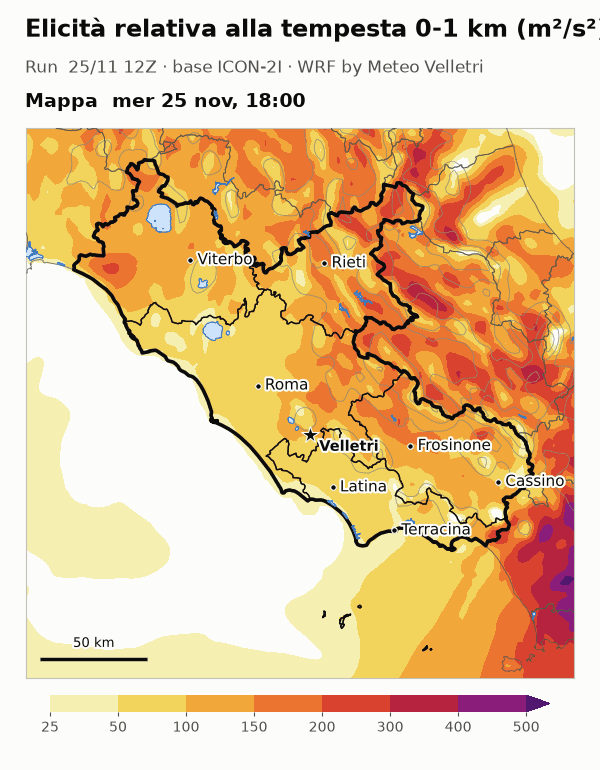 Elicità relativa alla tempesta 0-1 km (m²/s²)
Run  25/11 12Z · base ICON-2I · WRF by Meteo Velletri
Mappa  mer 25 nov, 18:00
Viterbo
Rieti
Roma
Velletri
Frosinone
Cassino
Latina
Terracina
50 km
25 50 100 150 200 300 400 500